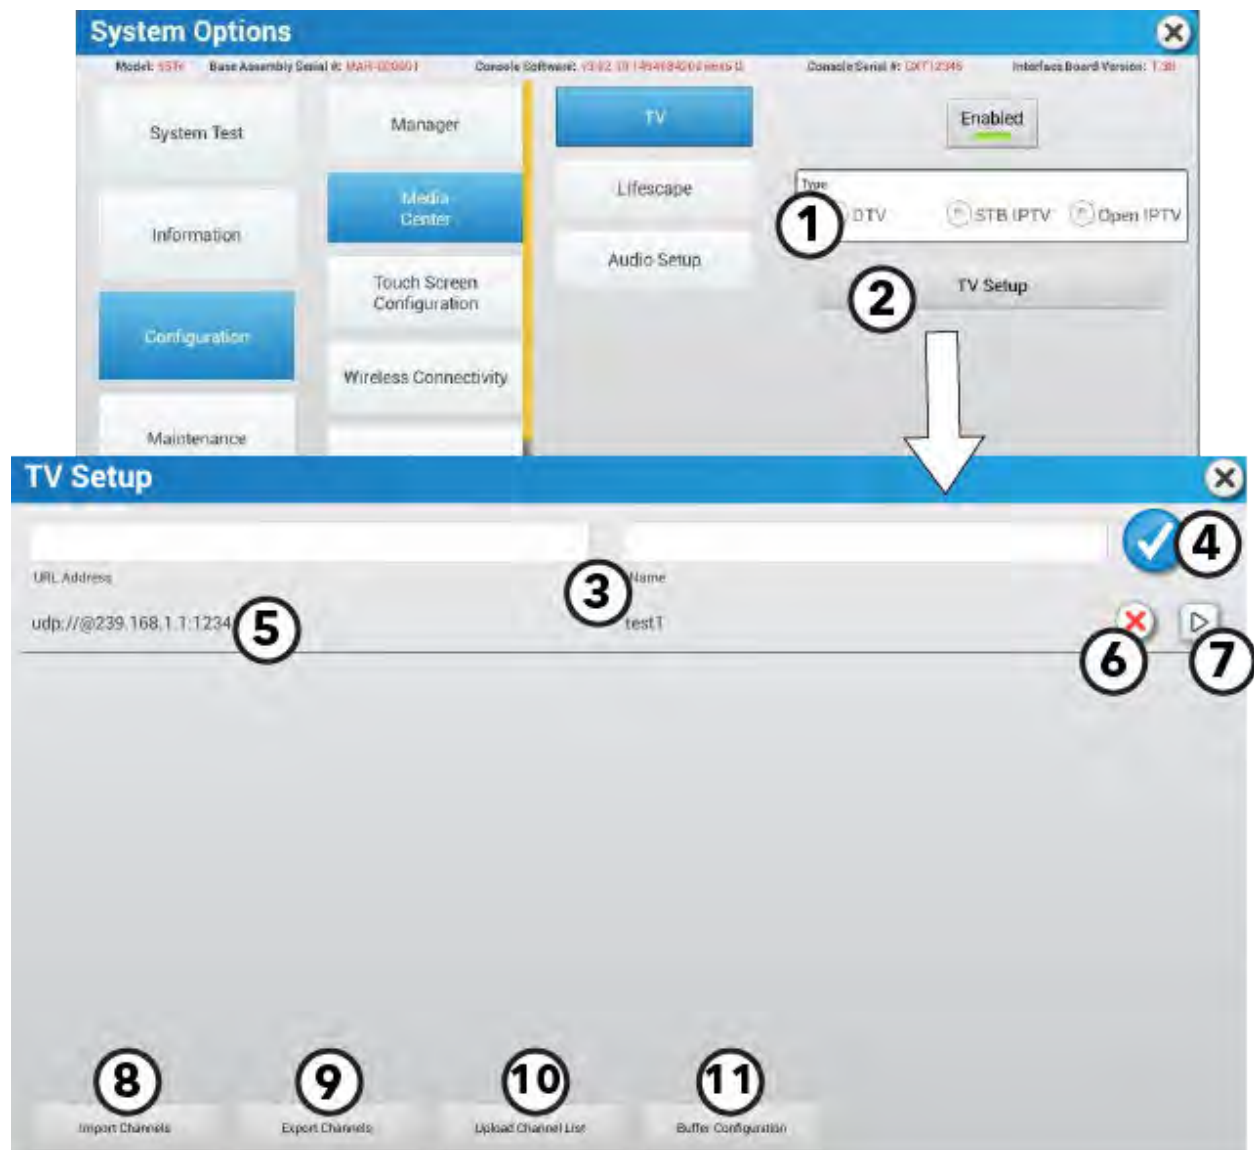 System Options
Model: Base Assembly Serial #: MAR-020001 Console Software: Console Serial #: CXT12345 Interface Board Version:
System Test
Manager
TV
Enabled
Information
Media
Center
Lifescape
Type
1
DTV STB IPTV Open IPTV
Configuration
Touch Screen
Configuration
Audio Setup
2 TV Setup
Wireless Connectivity
Maintenance
TV Setup
4
URL Address 3 Name
udp://@239.168.1.1:1234 5 test1
6 7
8 9 10 11
Import Channels Export Channels Upload Channel List Buffer Configuration